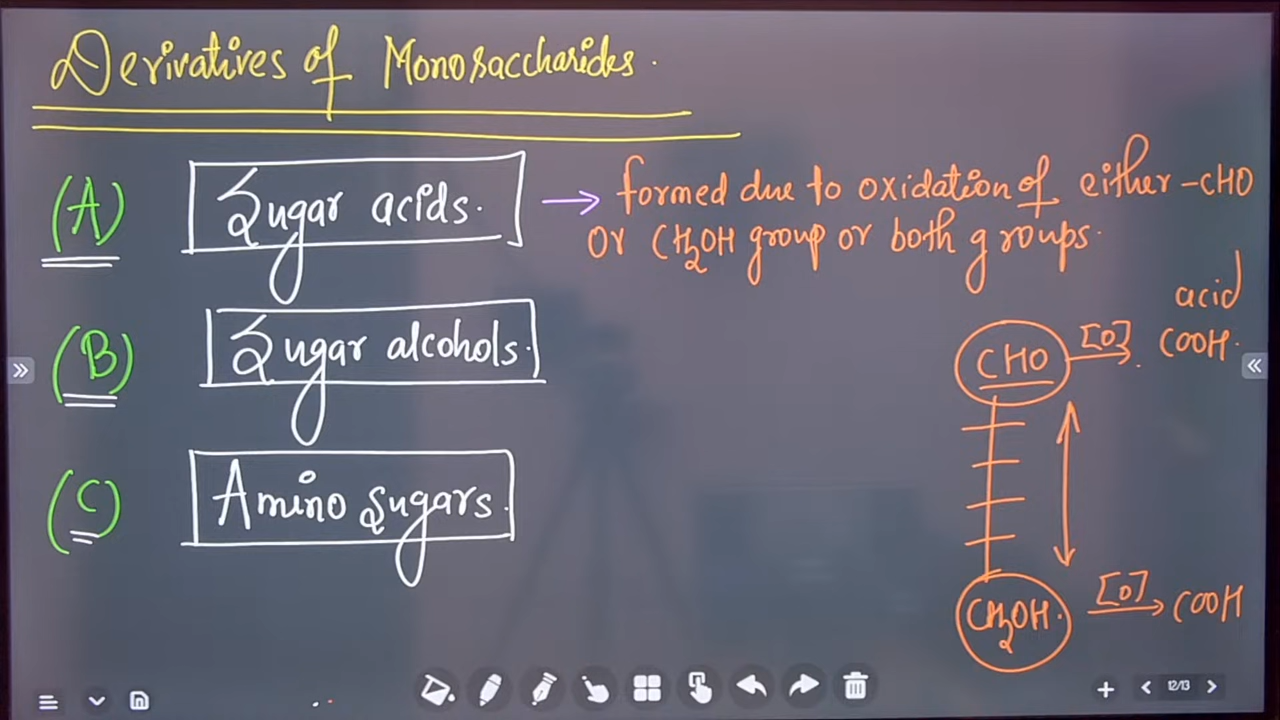 Derivatives of Monosaccharides.
(A) Sugar acids. → formed due to oxidation of either -CHO
or CH₂OH group or both groups.
acid
CHO [O] → COOH.
(B) Sugar alcohols.
(C) Amino sugars.
CH₂OH. [O] → COOH
12/13